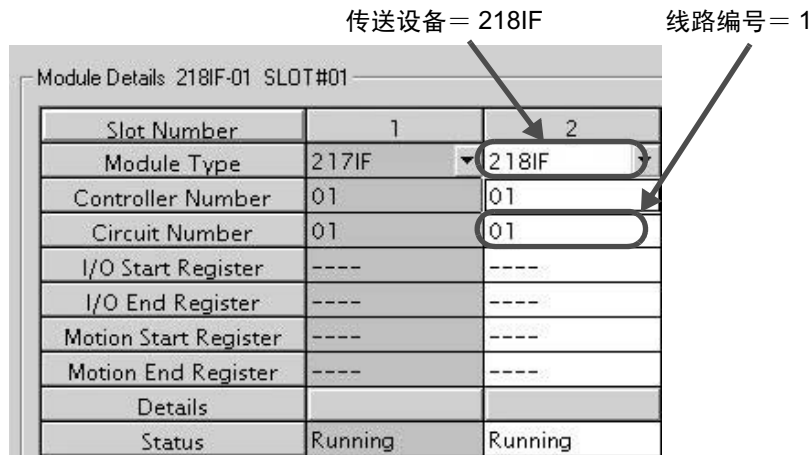 传送设备＝ 218IF 线路编号＝ 1
Module Details 218IF-01 SLOT#01
Slot Number 1 2
Module Type 217IF 218IF
Controller Number 01 01
Circuit Number 01 01
I/O Start Register ---- ----
I/O End Register ---- ----
Motion Start Register ---- ----
Motion End Register ---- ----
Details
Status Running Running